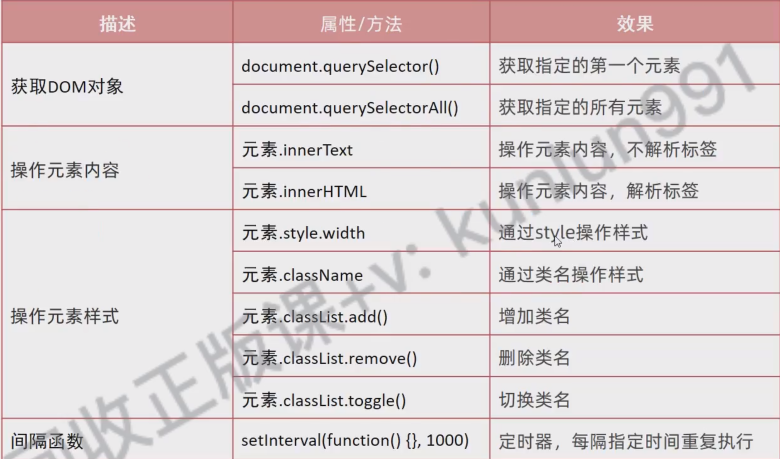 描述 属性/方法 效果
获取DOM对象 document.querySelector() 获取指定的第一个元素
document.querySelectorAll() 获取指定的所有元素
操作元素内容 元素.innerText 操作元素内容，不解析标签
元素.innerHTML 操作元素内容，解析标签
操作元素样式 元素.style.width 通过style操作样式
元素.className 通过类名操作样式
元素.classList.add() 增加类名
元素.classList.remove() 删除类名
元素.classList.toggle() 切换类名
间隔函数 setInterval(function() {}, 1000) 定时器，每隔指定时间重复执行
回收正版课+v: kunlun991